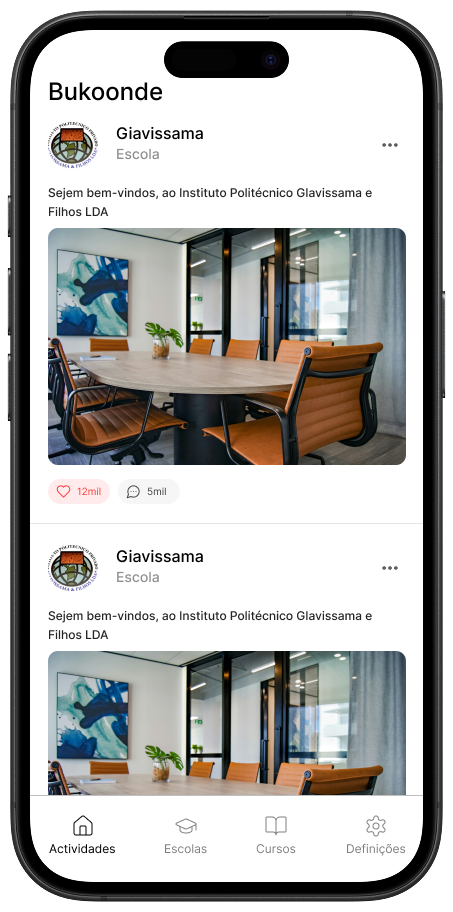 Bukoonde
Giavissama
Escola
Sejem bem-vindos, ao Instituto Politécnico Glavissama e
Filhos LDA
12mil
5mil
Giavissama
Escola
Sejem bem-vindos, ao Instituto Politécnico Glavissama e
Filhos LDA
Actividades
Escolas
Cursos
Definições